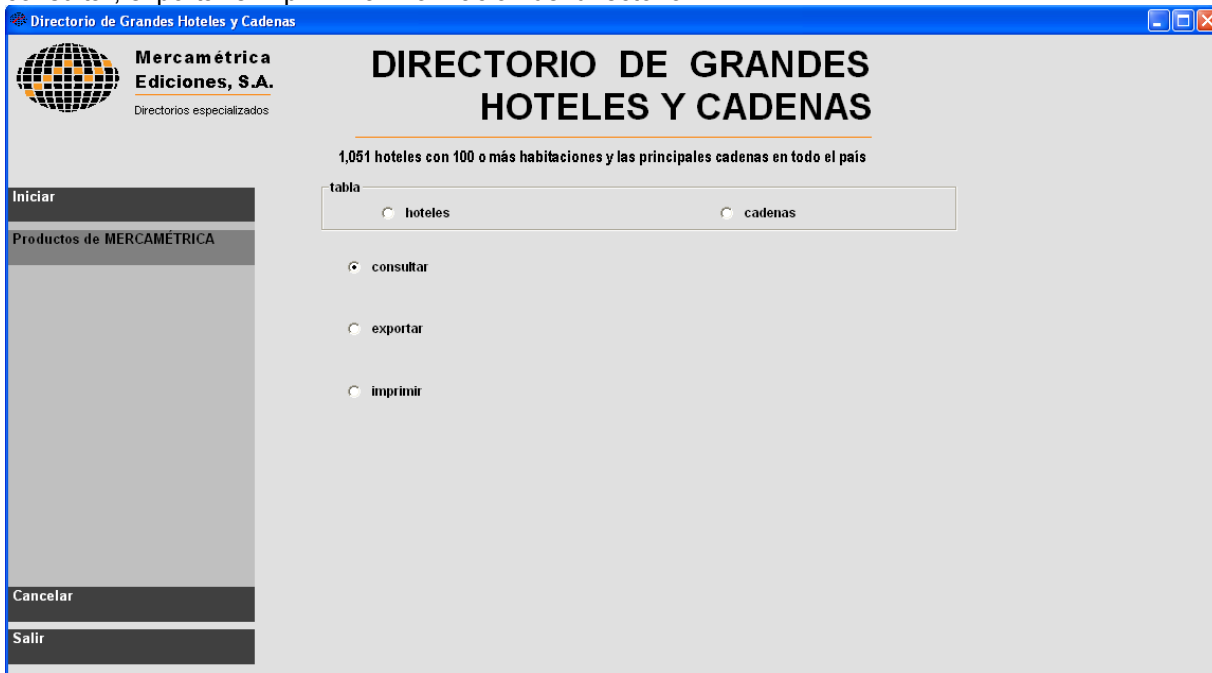 Directorio de Grandes Hoteles y Cadenas
Mercamétrica
Ediciones, S.A.
Directorios especializados
DIRECTORIO DE GRANDES
HOTELES Y CADENAS
1,051 hoteles con 100 o más habitaciones y las principales cadenas en todo el país
Iniciar
Productos de MERCAMÉTRICA
tabla
hoteles cadenas
consultar
exportar
imprimir
Cancelar
Salir